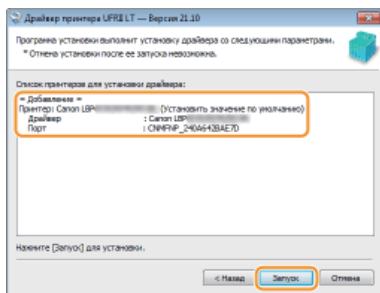 Драйвер принтера UFRII LT — Версия 21.10
Программа установки выполнит установку драйвера со следующими параметрами.
* Отмена установки после ее запуска невозможна.
Список принтеров для установки драйвера:
= Добавление =
Принтер: Canon LBP (Установить значение по умолчанию)
Драйвер : Canon LBP
Порт : CNMFNP_240A642BAE7D
Нажмите [Запуск] для установки.
< Назад Запуск Отмена